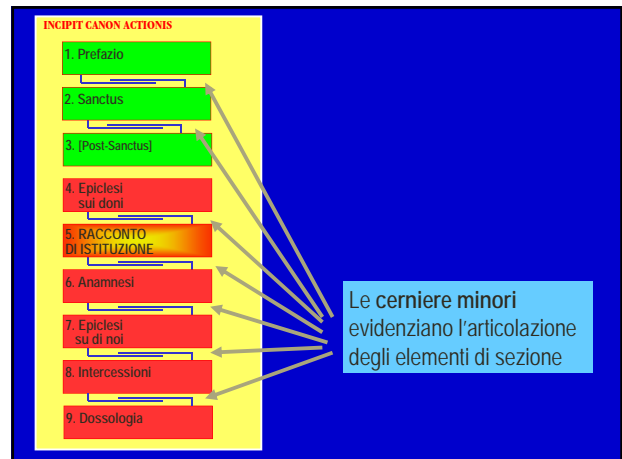 INCIPIT CANON ACTIONIS
1. Prefazio
2. Sanctus
3. [Post-Sanctus]
4. Epiclesi
sui doni
5. RACCONTO
DI ISTITUZIONE
6. Anamnesi
7. Epiclesi
su di noi
8. Intercessioni
9. Dossologia
Le cerniere minori
evidenziano l'articolazione
degli elementi di sezione